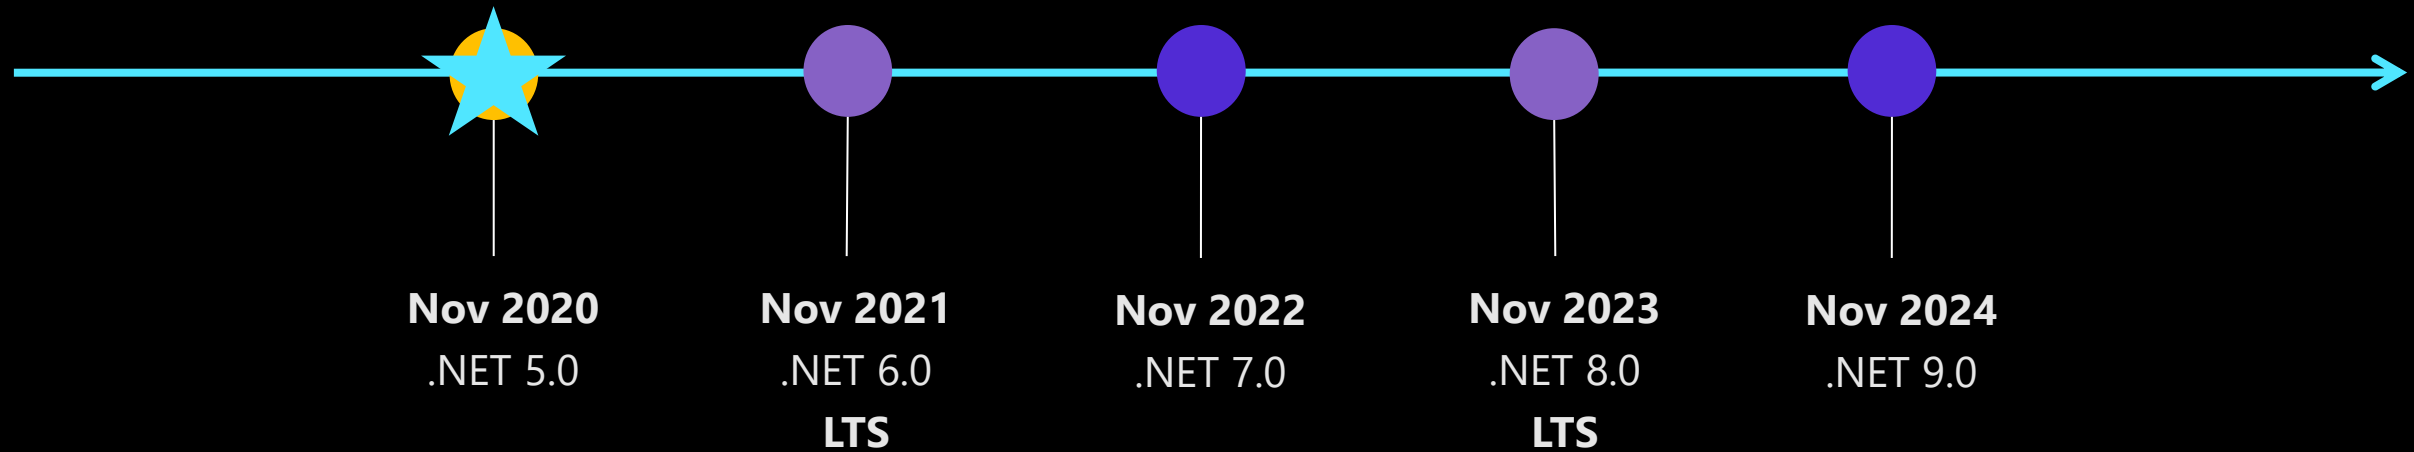 Nov 2020
.NET 5.0
Nov 2021
.NET 6.0
LTS
Nov 2022
.NET 7.0
Nov 2023
.NET 8.0
LTS
Nov 2024
.NET 9.0